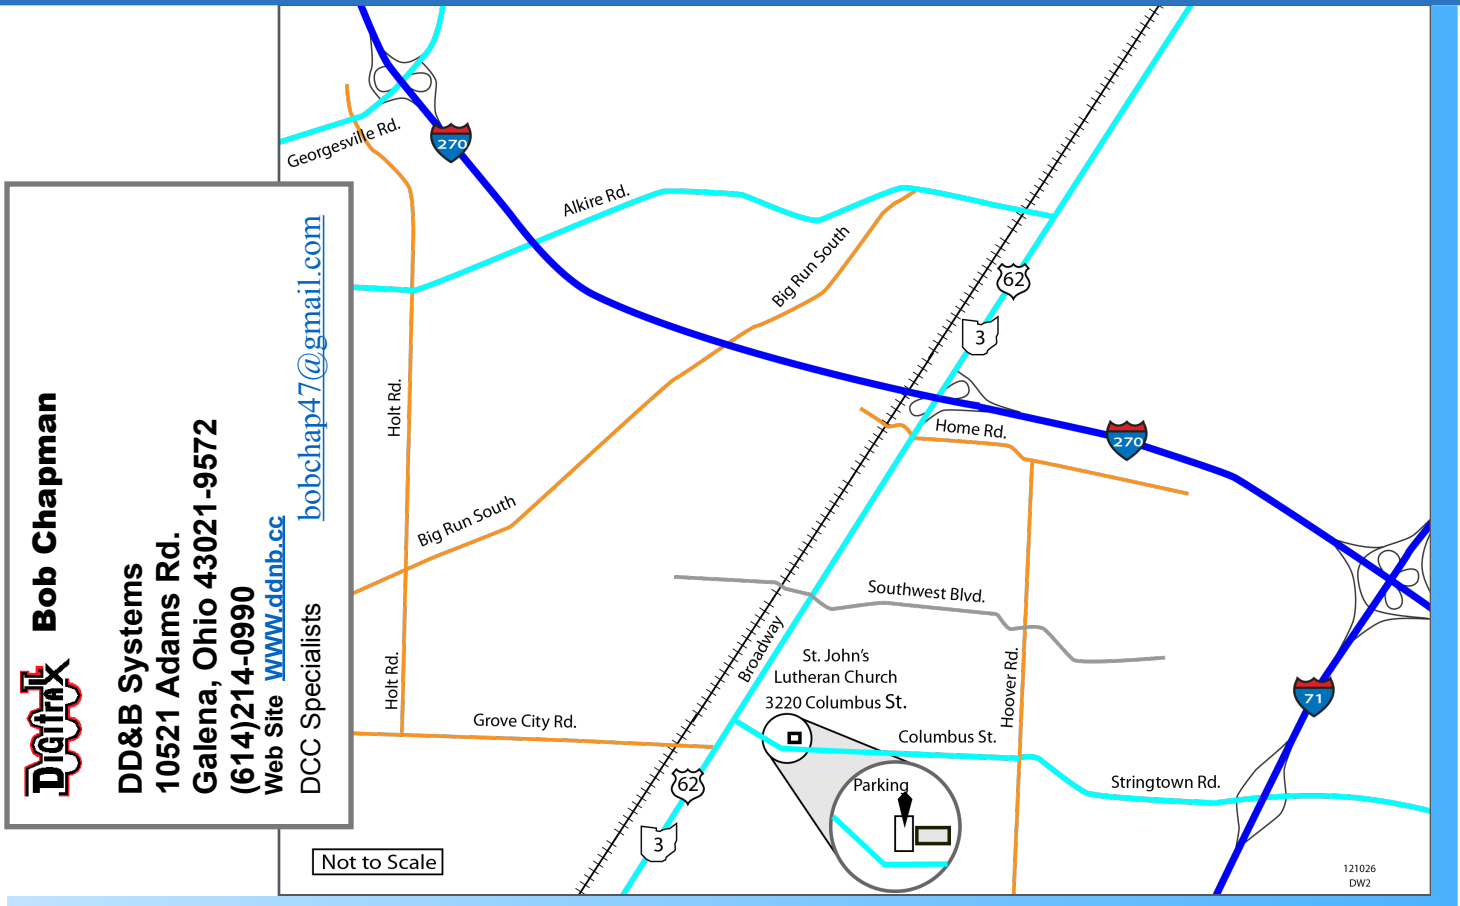 Digitrax
Bob Chapman
DD&B Systems
10521 Adams Rd.
Galena, Ohio 43021-9572
(614)214-0990
Web Site www.ddnb.cc
DCC Specialists
bobchap47@gmail.com
Georgesville Rd.
270
Alkire Rd.
Big Run South
62
3
Holt Rd.
Home Rd.
270
Big Run South
Southwest Blvd.
Broadway
St. John’s
Lutheran Church
3220 Columbus St.
Holt Rd.
Hoover Rd.
71
Grove City Rd.
Columbus St.
62
Parking
Stringtown Rd.
3
Not to Scale
121026
DW2